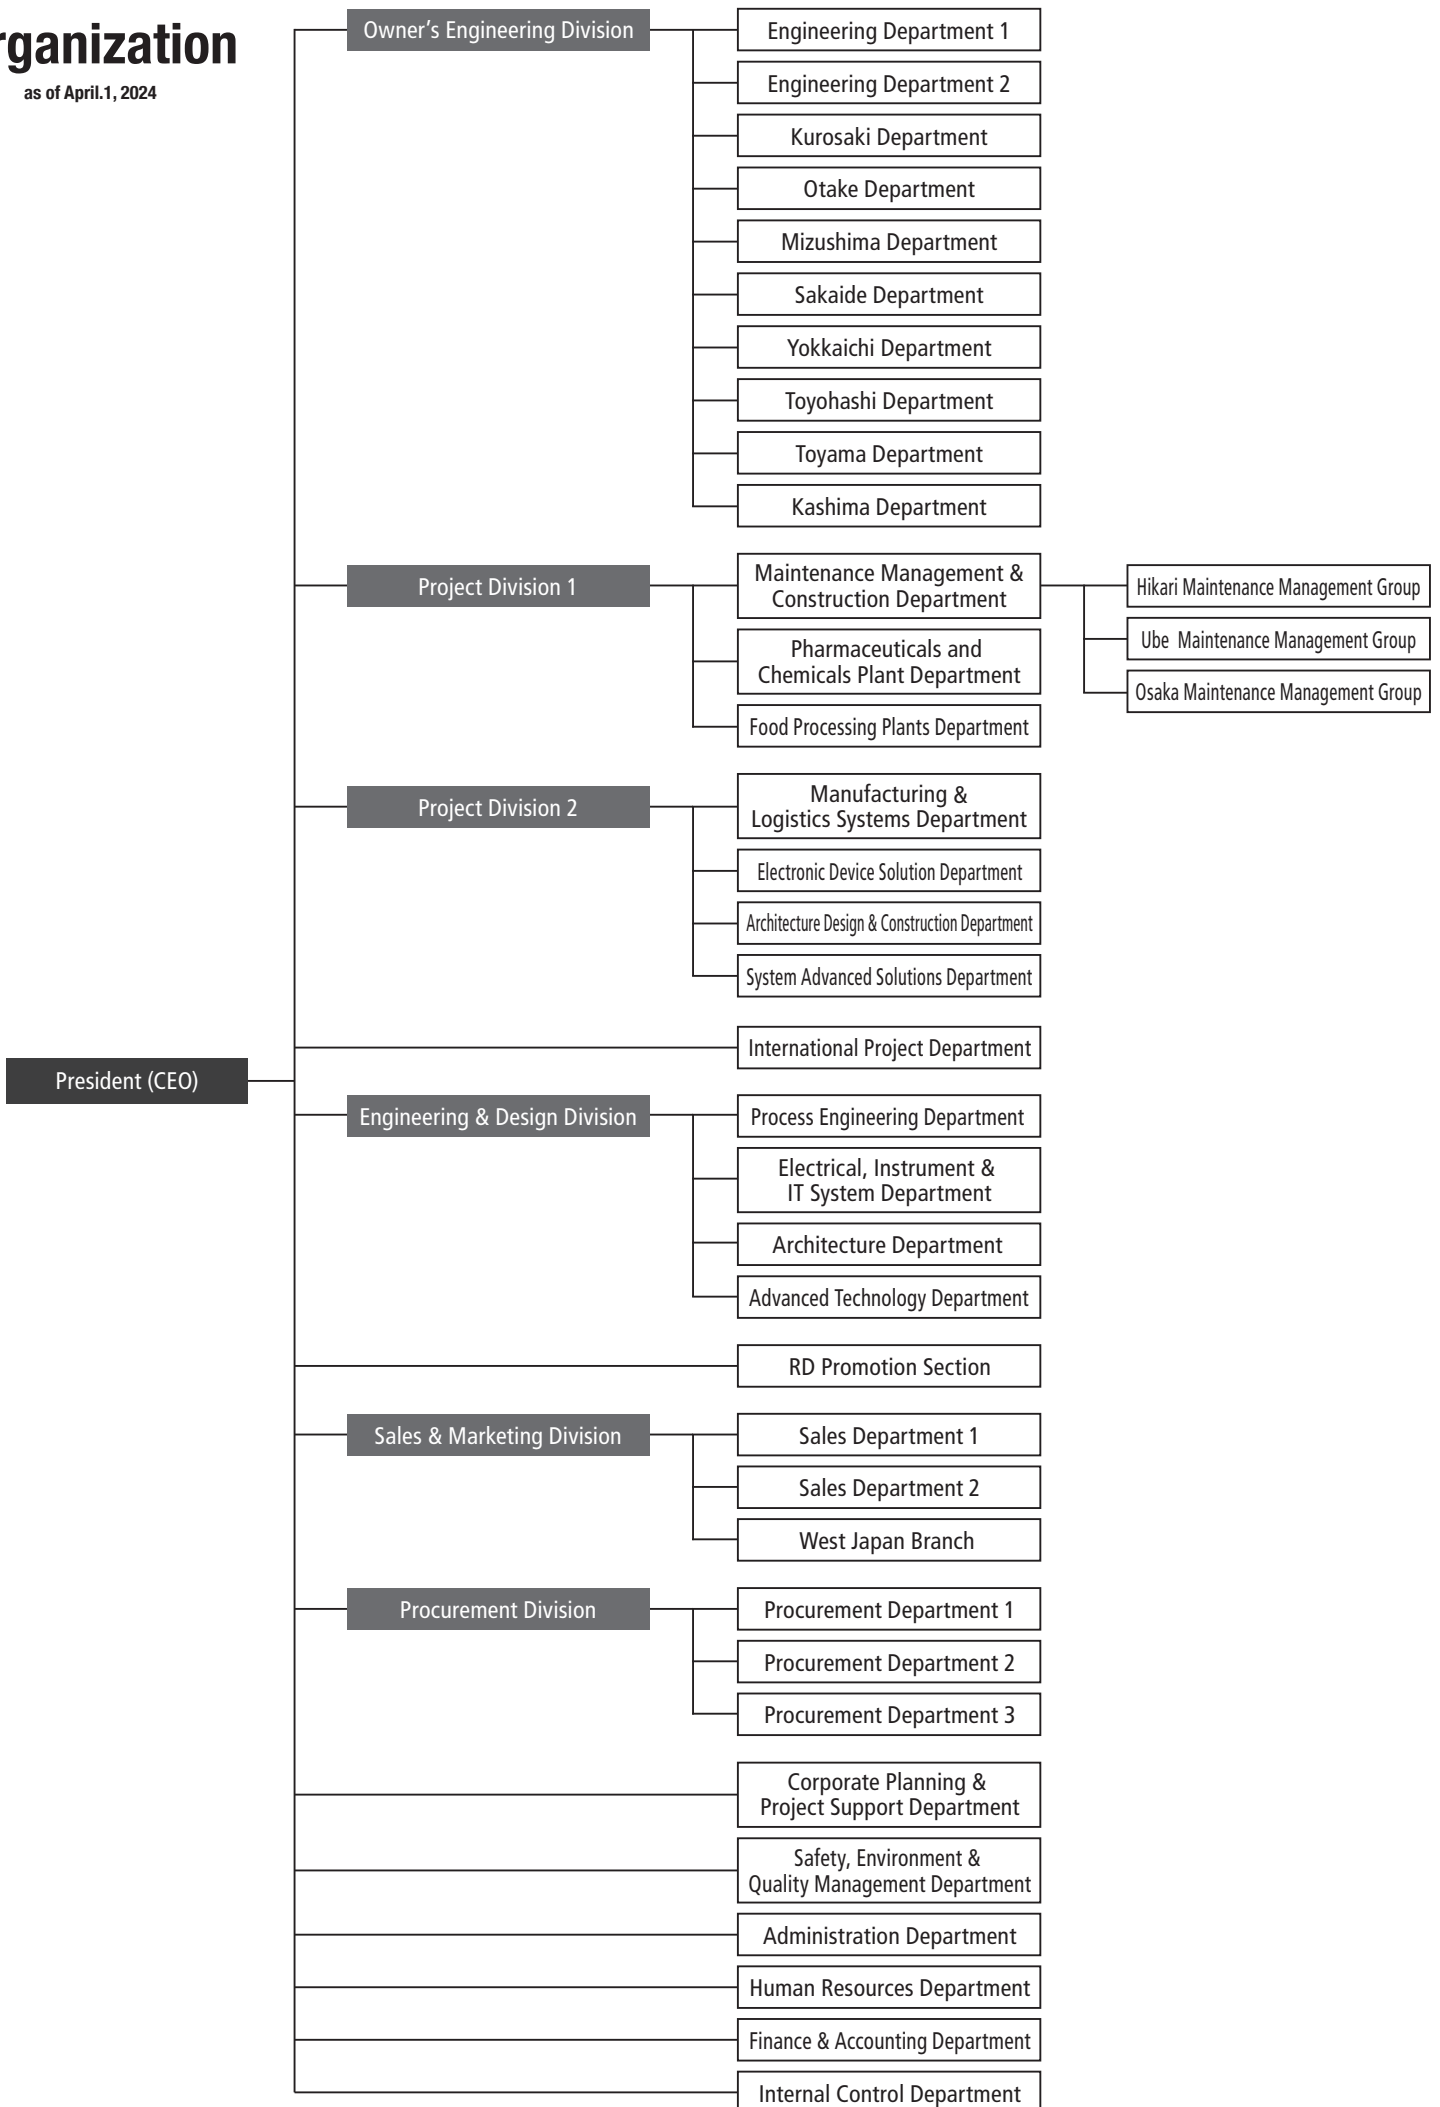 rganization
as of April.1, 2024
Owner's Engineering Division
Engineering Department 1
Engineering Department 2
Kurosaki Department
Otake Department
Mizushima Department
Sakaide Department
Yokkaichi Department
Toyohashi Department
Toyama Department
Kashima Department
Project Division 1
Maintenance Management &
Construction Department
Hikari Maintenance Management Group
Ube Maintenance Management Group
Osaka Maintenance Management Group
Pharmaceuticals and
Chemicals Plant Department
Food Processing Plants Department
Project Division 2
Manufacturing &
Logistics Systems Department
Electronic Device Solution Department
Architecture Design & Construction Department
System Advanced Solutions Department
International Project Department
President (CEO)
Engineering & Design Division
Process Engineering Department
Electrical, Instrument &
IT System Department
Architecture Department
Advanced Technology Department
RD Promotion Section
Sales & Marketing Division
Sales Department 1
Sales Department 2
West Japan Branch
Procurement Division
Procurement Department 1
Procurement Department 2
Procurement Department 3
Corporate Planning &
Project Support Department
Safety, Environment &
Quality Management Department
Administration Department
Human Resources Department
Finance & Accounting Department
Internal Control Department